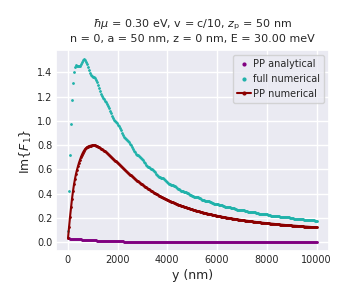 ℏμ = 0.30 eV, v = c/10, zₚ = 50 nm
n = 0, a = 50 nm, z = 0 nm, E = 30.00 meV
PP analytical
full numerical
PP numerical
Im{F₁}
1.4
1.2
1.0
0.8
0.6
0.4
0.2
0.0
0
2000
4000
6000
8000
10000
y (nm)